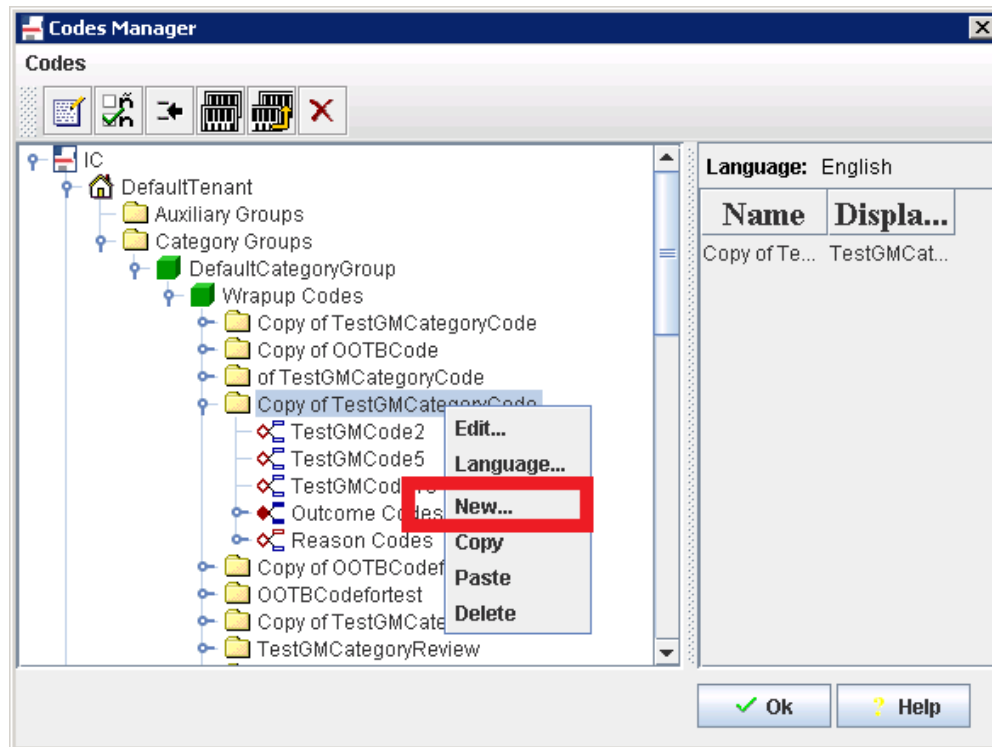 Codes Manager
Codes
IC
DefaultTenant
Auxiliary Groups
Category Groups
DefaultCategoryGroup
Wrapup Codes
Copy of TestGMCategoryCode
Copy of OOTBCode
of TestGMCategoryCode
Copy of TestGMCategoryCode
TestGMCode2
TestGMCode5
TestGMCod
Outcome Codes
Reason Codes
Copy of OOTBCodef
OOTBCodefortest
Copy of TestGMCate
TestGMCategoryReview
Edit...
Language...
New...
Copy
Paste
Delete
Language: English
Name Displa...
Copy of Te... TestGMCat...
Ok
? Help